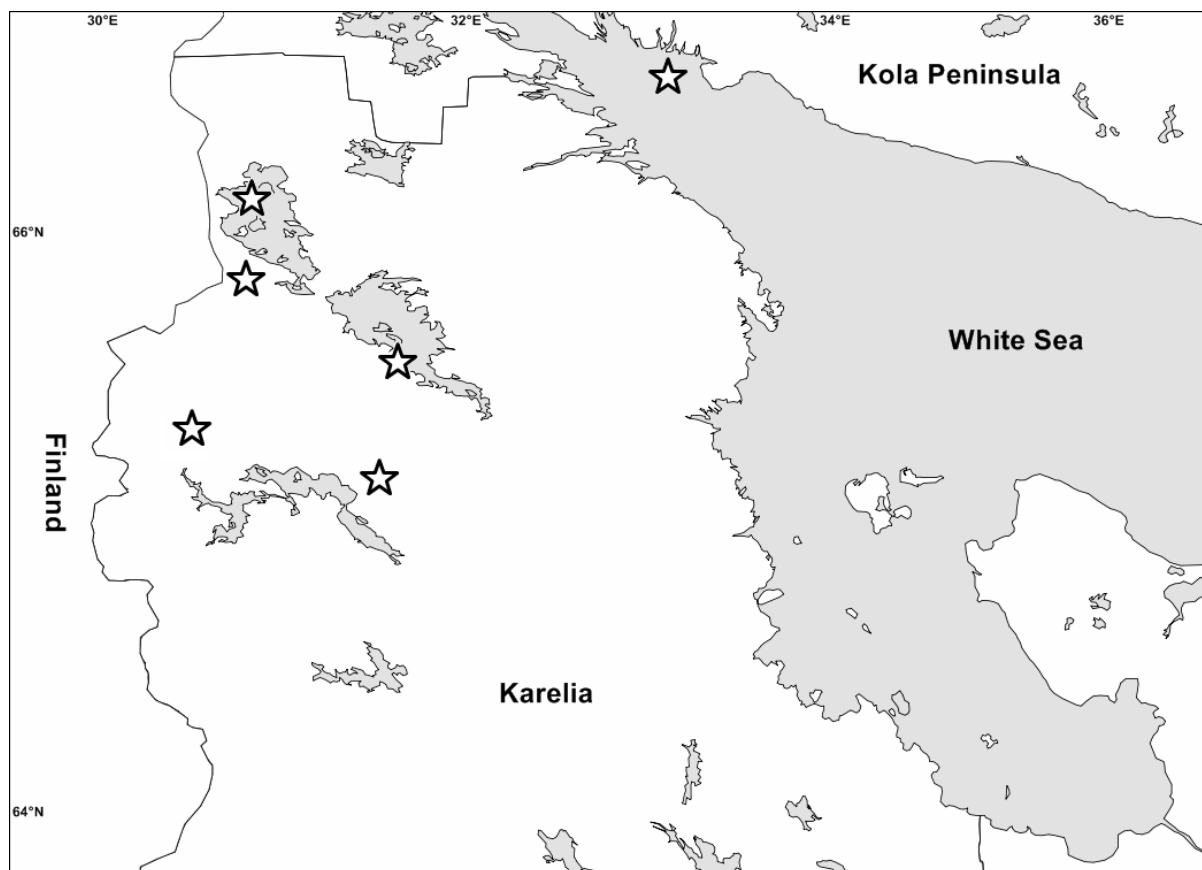 30°E
32°E
34°E
36°E
Kola Peninsula
66°N
White Sea
Finland
Karelia
64°N